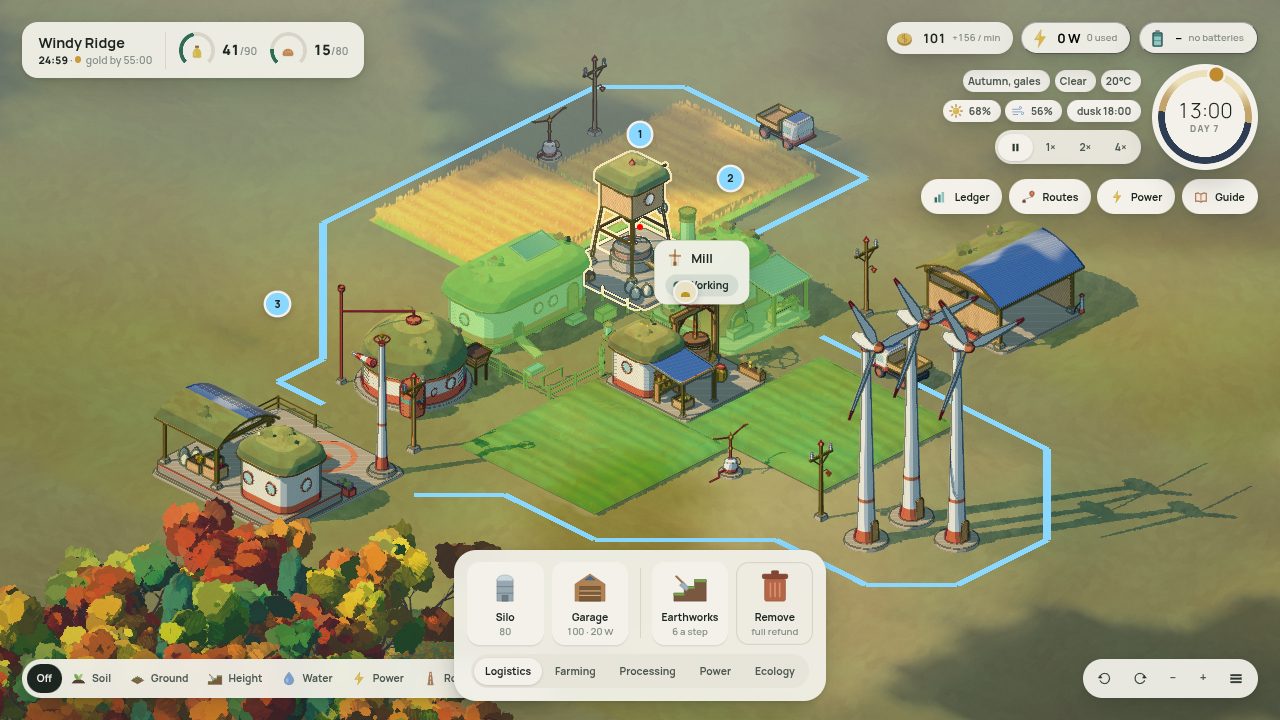 Windy Ridge
24:59 · gold by 55:00
41/90
15/80
101 +156 / min
0 W 0 used
– no batteries
Autumn, gales
Clear
20°C
68%
56%
dusk 18:00
13:00
DAY 7
1×
2×
4×
Ledger
Routes
Power
Guide
1
2
3
Mill
Silo
80
Garage
100 · 20 W
Earthworks
6 a step
Remove
full refund
Logistics
Farming
Processing
Power
Ecology
Off
Soil
Ground
Height
Water
Power